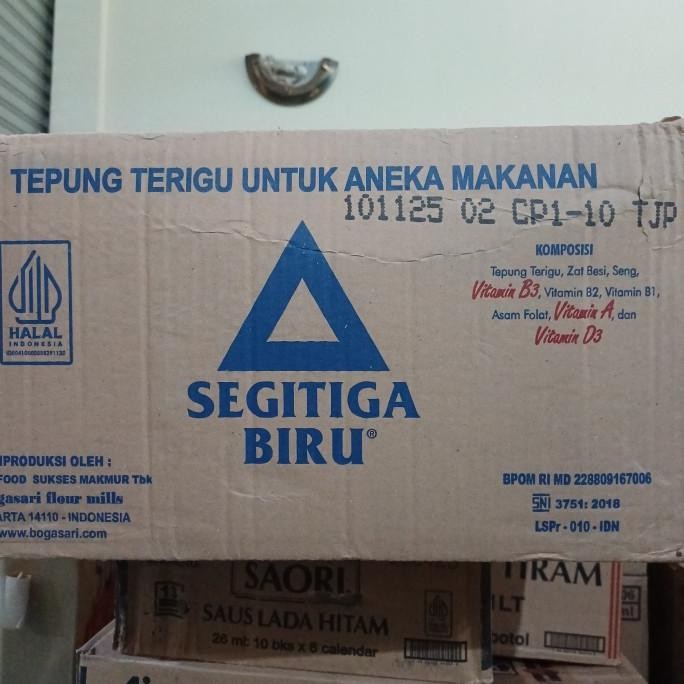 TEPUNG TERIGU UNTUK ANEKA MAKANAN
101125 02 CP1-10 TJP
HALAL
INDONESIA
SEGITIGA
BIRU®
KOMPOSISI
Tepung Terigu, Zat Besi, Seng,
Vitamin B3, Vitamin B2, Vitamin B1,
Asam Folat, Vitamin A, dan
Vitamin D3
IPRODUKSI OLEH :
FOOD SUKSES MAKMUR Tbk
gasari flour mills
ARTA 14110 - INDONESIA
www.bogasari.com
BPOM RI MD 228809167006
SNI 3751: 2018
LSPr - 010 - IDN
SAORI
SAUS LADA HITAM
26 ml: 10 bks x 6 calendar
TIRAM
ILT
botol